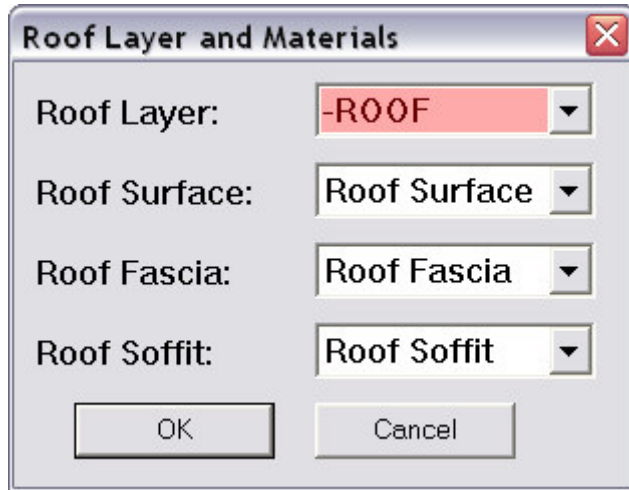 Roof Layer and Materials
Roof Layer: -ROOF
Roof Surface: Roof Surface
Roof Fascia: Roof Fascia
Roof Soffit: Roof Soffit
OK Cancel